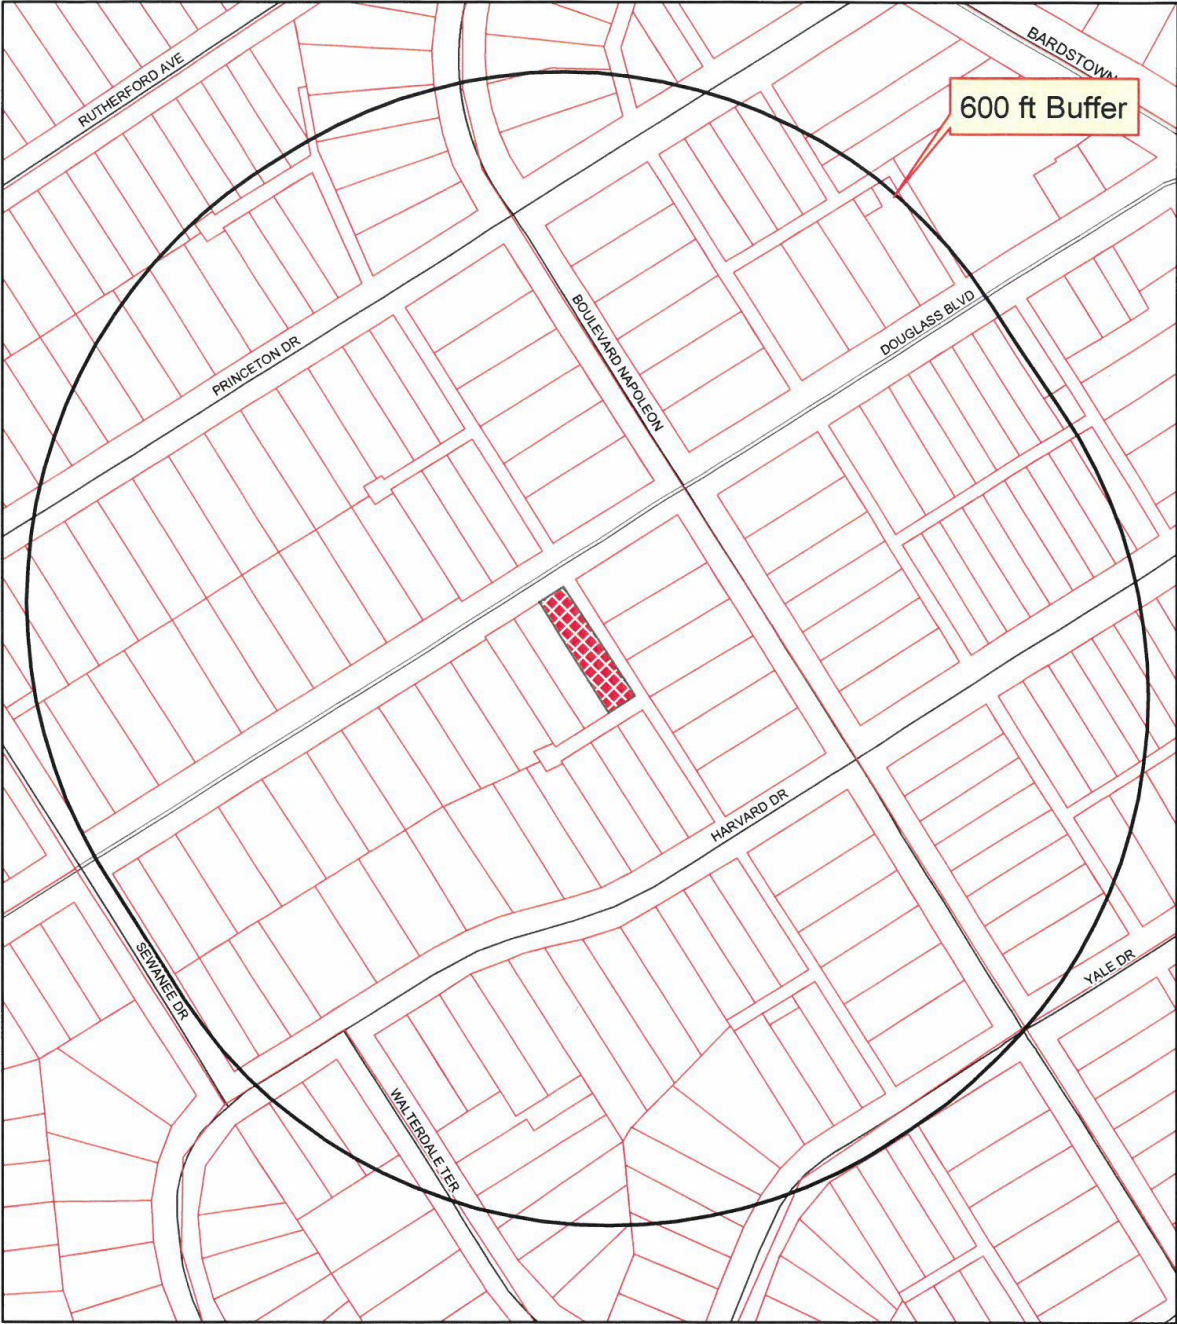 RUTHERFORD AVE
BARDSTOWN
600 ft Buffer
BOULEVARD NAPOLEON
DOUGLASS BLVD
PRINCETON DR
HARVARD DR
SEWANEE DR
YALE DR
WALTERDALE TER